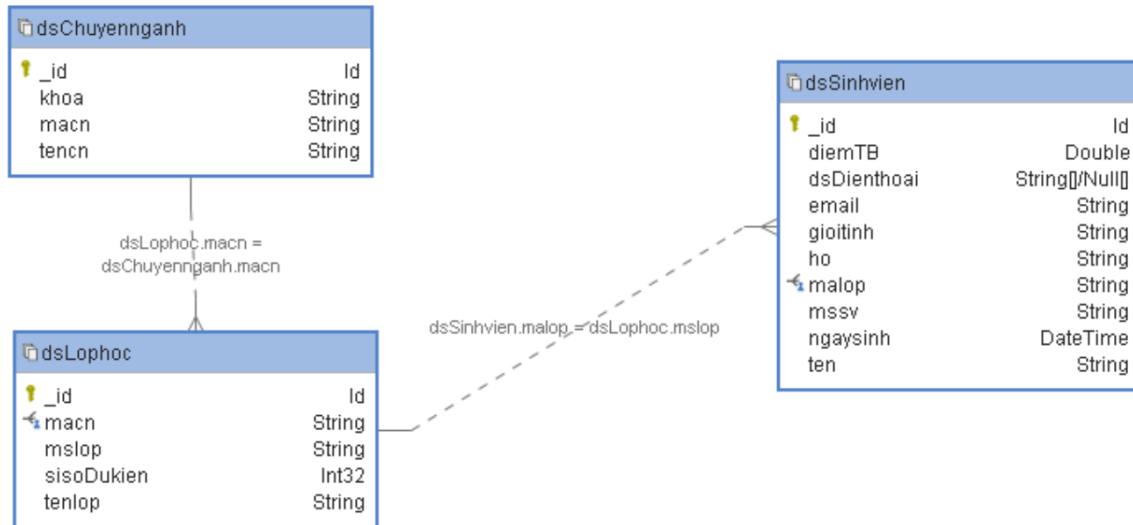 dsChuyennganh
_id Id
khoa String
macn String
tencn String
dsLophoc.macn =
dsChuyennganh.macn
dsLophoc
_id Id
macn String
mslop String
sisoDukien Int32
tenlop String
dsSinhvien.malop = dsLophoc.mslop
dsSinhvien
_id Id
diemTB Double
dsDienthoai String[]/Null[]
email String
gioitinh String
ho String
malop String
mssv String
ngaysinh DateTime
ten String